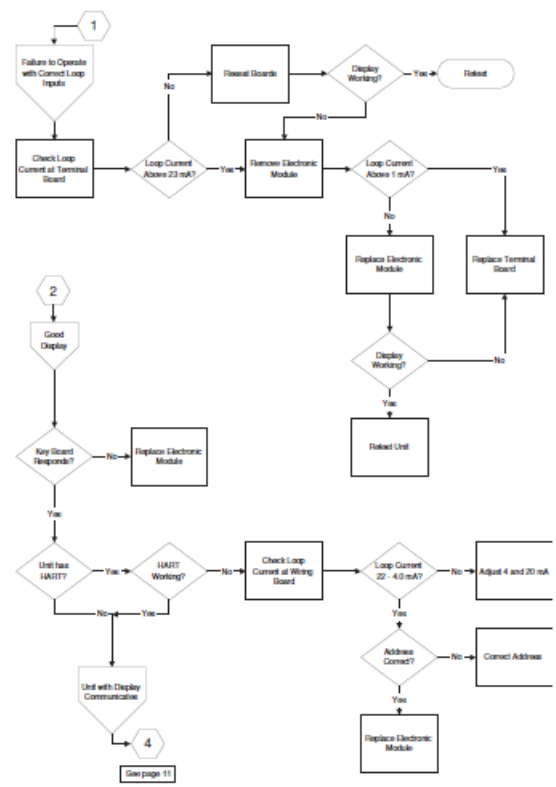 1
Failure to Operate
with Correct Loop
Inputs
Reseat Boards
Display
Working?
Yes
Retest
No
No
Check Loop
Current at Terminal
Board
Loop Current
Above 23 mA?
Yes
Remove Electronic
Module
Loop Current
Above 1 mA?
Yes
No
Replace Electronic
Module
Replace Terminal
Board
2
Good
Display
Display
Working?
No
Yes
Retest Unit
Key Board
Responds?
No
Replace Electronic
Module
Yes
Unit has
HART?
Yes
HART
Working?
No
Check Loop
Current at Wiring
Board
Loop Current
22 - 4.0 mA?
No
Adjust 4 and 20 mA
No
Yes
Yes
Address
Correct?
No
Correct Address
Unit with Display
Communicates
Yes
Replace Electronic
Module
4
See page 11